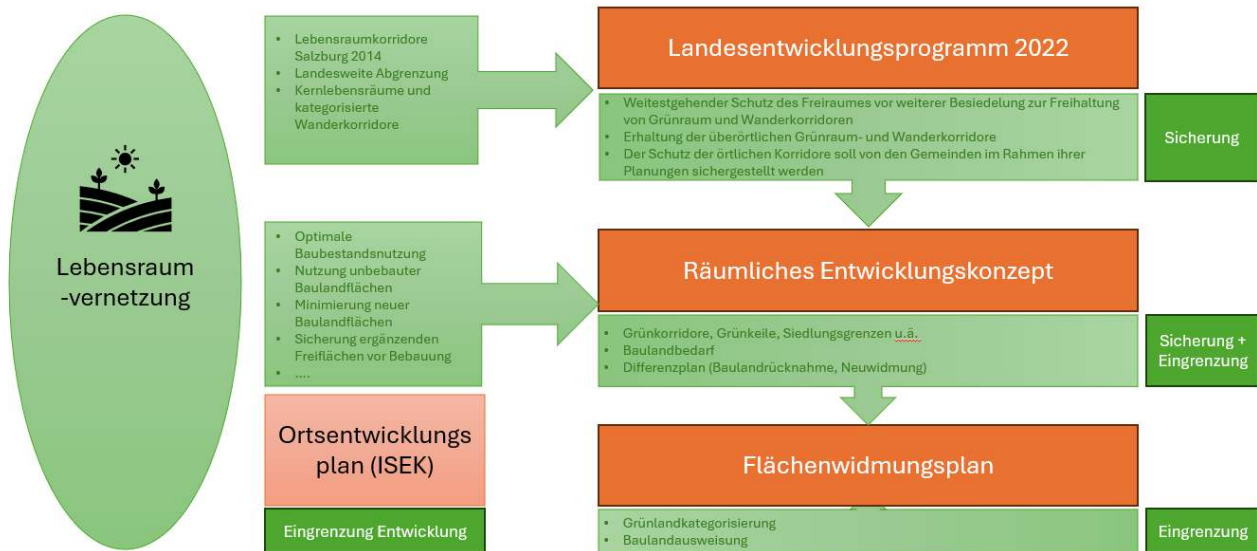 Lebensraum
-vernetzung
• Lebensraumkorridore
Salzburg 2014
• Landesweite Abgrenzung
• Kernlebensräume und
kategorisierte
Wanderkorridore
Landesentwicklungsprogramm 2022
• Weitestgehender Schutz des Freiraumes vor weiterer Besiedelung zur Freihaltung
von Grünraum und Wanderkorridoren
• Erhaltung der überörtlichen Grünraum- und Wanderkorridore
• Der Schutz der örtlichen Korridore soll von den Gemeinden im Rahmen ihrer
Planungen sichergestellt werden
Sicherung
• Optimale
Baubestandsnutzung
• Nutzung unbebauter
Baulandflächen
• Minimierung neuer
Baulandflächen
• Sicherung ergänzenden
Freiflächen vor Bebauung
• ....
Räumliches Entwicklungskonzept
• Grünkorridore, Grünkeile, Siedlungsgrenzen u.ä.
• Baulandbedarf
• Differenzplan (Baulandrücknahme, Neuwidmung)
Sicherung +
Eingrenzung
Ortsentwicklungs
plan (ISEK)
Eingrenzung Entwicklung
Flächenwidmungsplan
• Grünlandkategorisierung
• Baulandausweisung
Eingrenzung